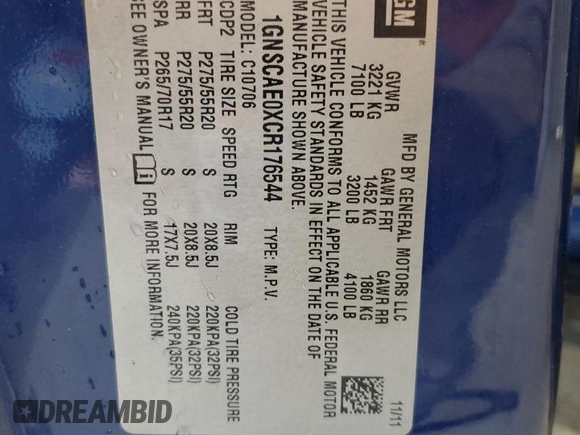 GM
®
MFD BY GENERAL MOTORS LLC
11/11
GVWR GAWR FRT GAWR RR
3221 KG 1452 KG 1860 KG
7100 LB 3200 LB 4100 LB
THIS VEHICLE CONFORMS TO ALL APPLICABLE U.S. FEDERAL MOTOR
VEHICLE SAFETY STANDARDS IN EFFECT ON THE DATE OF
MANUFACTURE SHOWN ABOVE.
1GNSCAE0XCR176544 TYPE: M.P.V.
MODEL: C10706
CDP2 TIRE SIZE SPEED RTG RIM COLD TIRE PRESSURE
FRT P275/55R20 S 20X8.5J 220KPA(32PSI)
RR P275/55R20 S 20X8.5J 220KPA(32PSI)
SPA P265/70R17 S 17X7.5J 240KPA(35PSI)
SEE OWNER'S MANUAL i FOR MORE INFORMATION.
DREAMBID